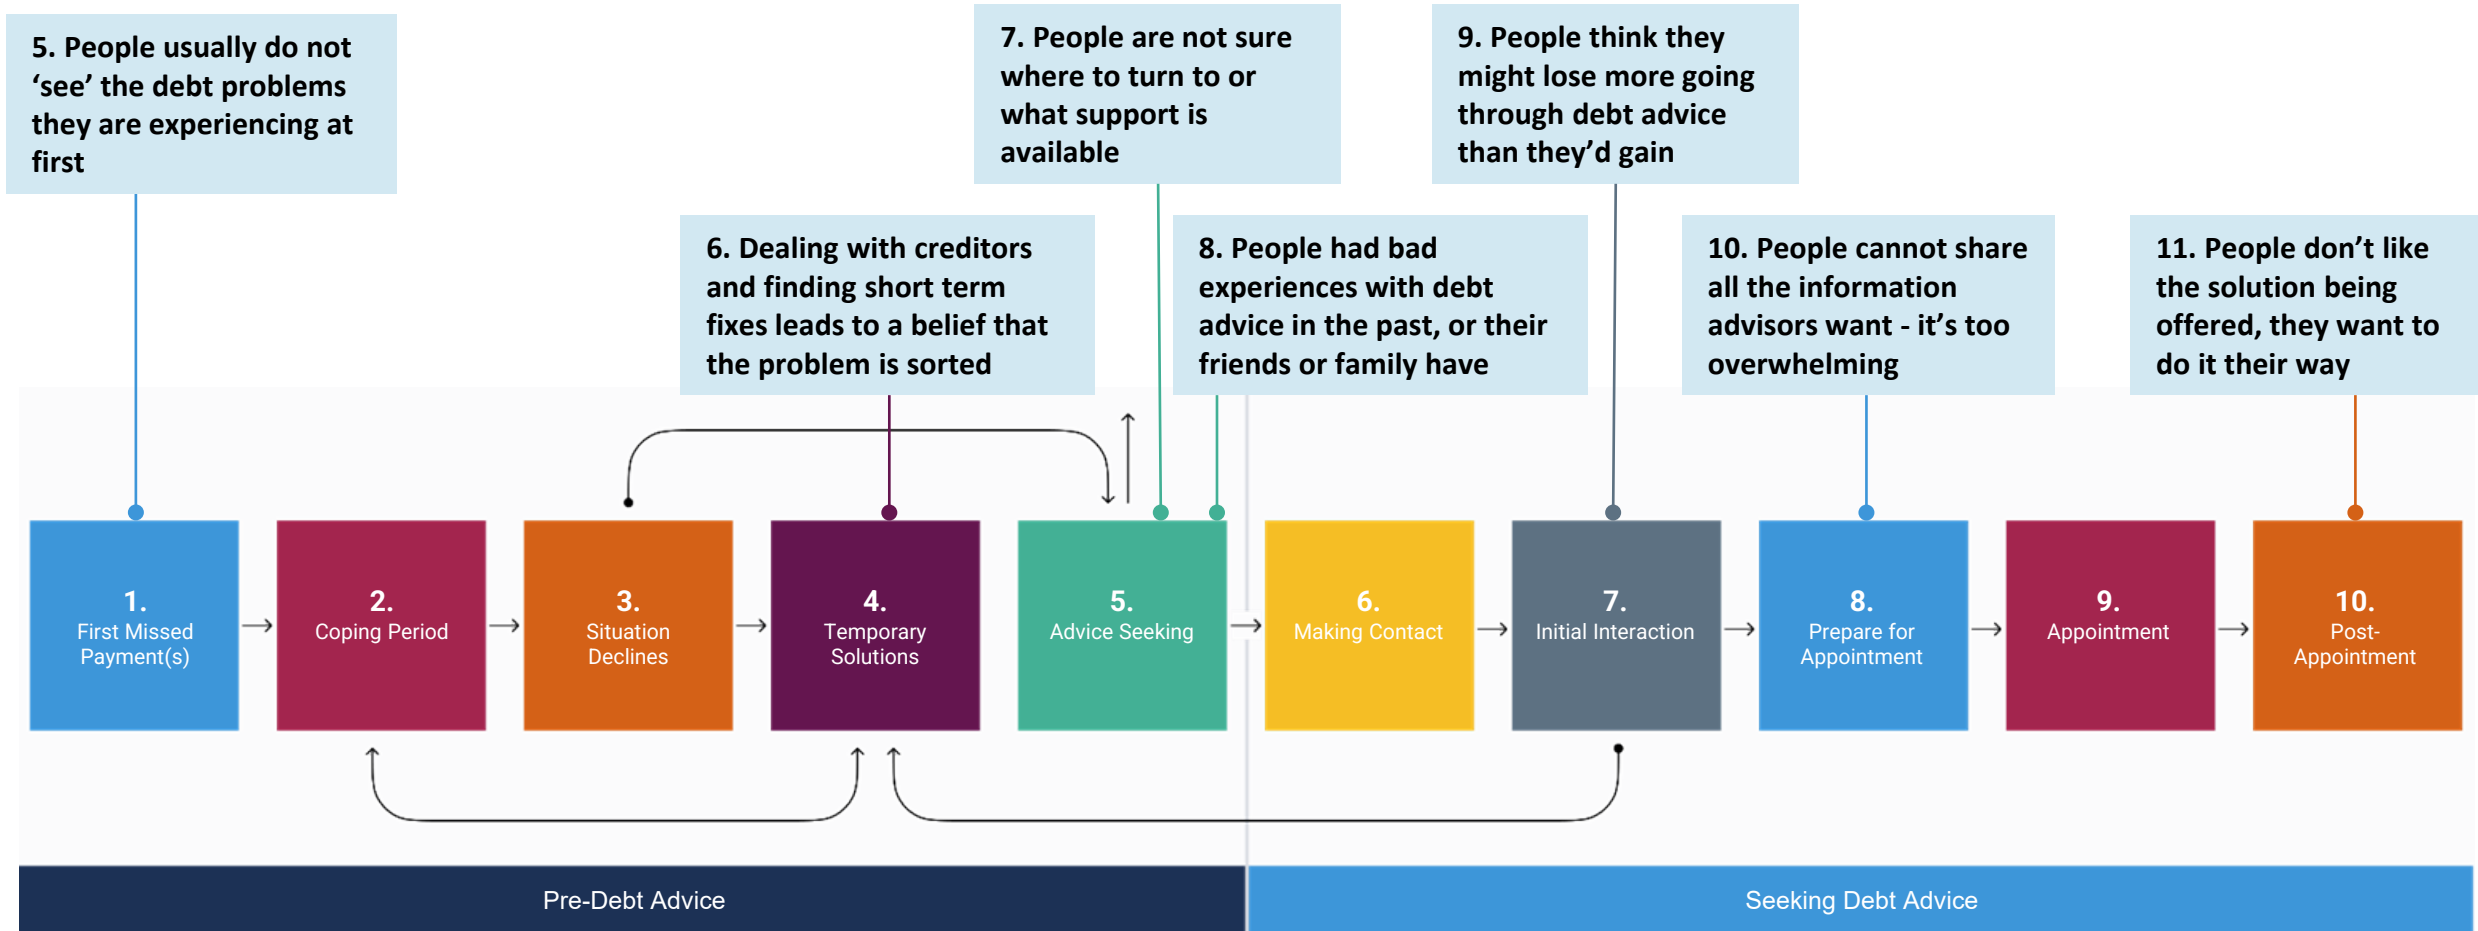 5. People usually do not
‘see’ the debt problems
they are experiencing at
first
7. People are not sure
where to turn to or
what support is
available
9. People think they
might lose more going
through debt advice
than they’d gain
6. Dealing with creditors
and finding short term
fixes leads to a belief that
the problem is sorted
8. People had bad
experiences with debt
advice in the past, or their
friends or family have
10. People cannot share
all the information
advisors want - it’s too
overwhelming
11. People don’t like
the solution being
offered, they want to
do it their way
1.
First Missed
Payment(s)
2.
Coping Period
3.
Situation
Declines
4.
Temporary
Solutions
5.
Advice Seeking
6.
Making Contact
7.
Initial Interaction
8.
Prepare for
Appointment
9.
Appointment
10.
Post-
Appointment
Pre-Debt Advice
Seeking Debt Advice